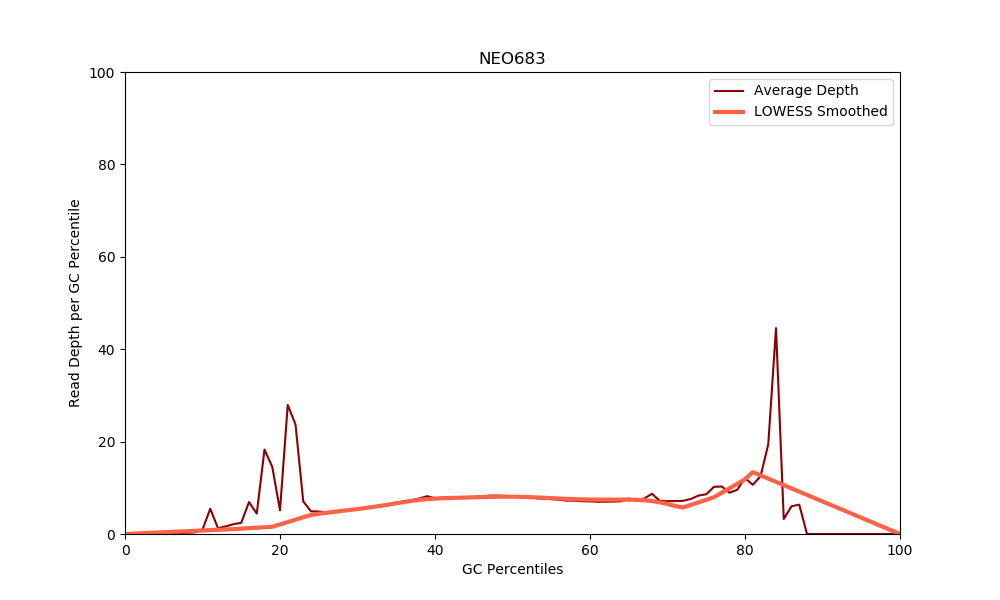 NEO683
Average Depth
LOWESS Smoothed
Read Depth per GC Percentile
100
80
60
40
20
0
0 20 40 60 80 100
GC Percentiles